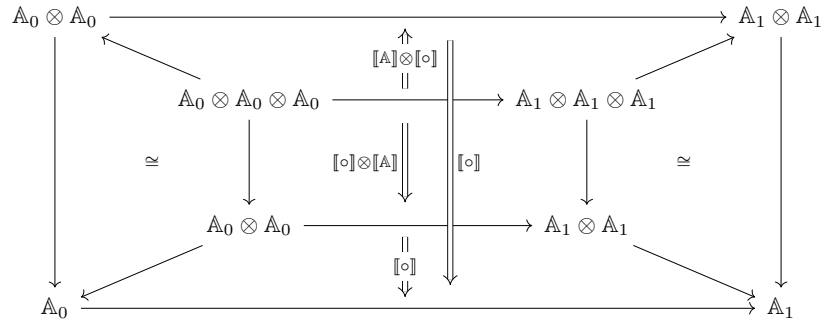 𝔸₀ ⊗ 𝔸₀ 𝔸₁ ⊗ 𝔸₁
⟦𝔸⟧⊗⟦∘⟧
𝔸₀ ⊗ 𝔸₀ ⊗ 𝔸₀ 𝔸₁ ⊗ 𝔸₁ ⊗ 𝔸₁
≅ ⟦∘⟧⊗⟦𝔸⟧ ⟦∘⟧ ≅
𝔸₀ ⊗ 𝔸₀ 𝔸₁ ⊗ 𝔸₁
⟦∘⟧
𝔸₀ 𝔸₁